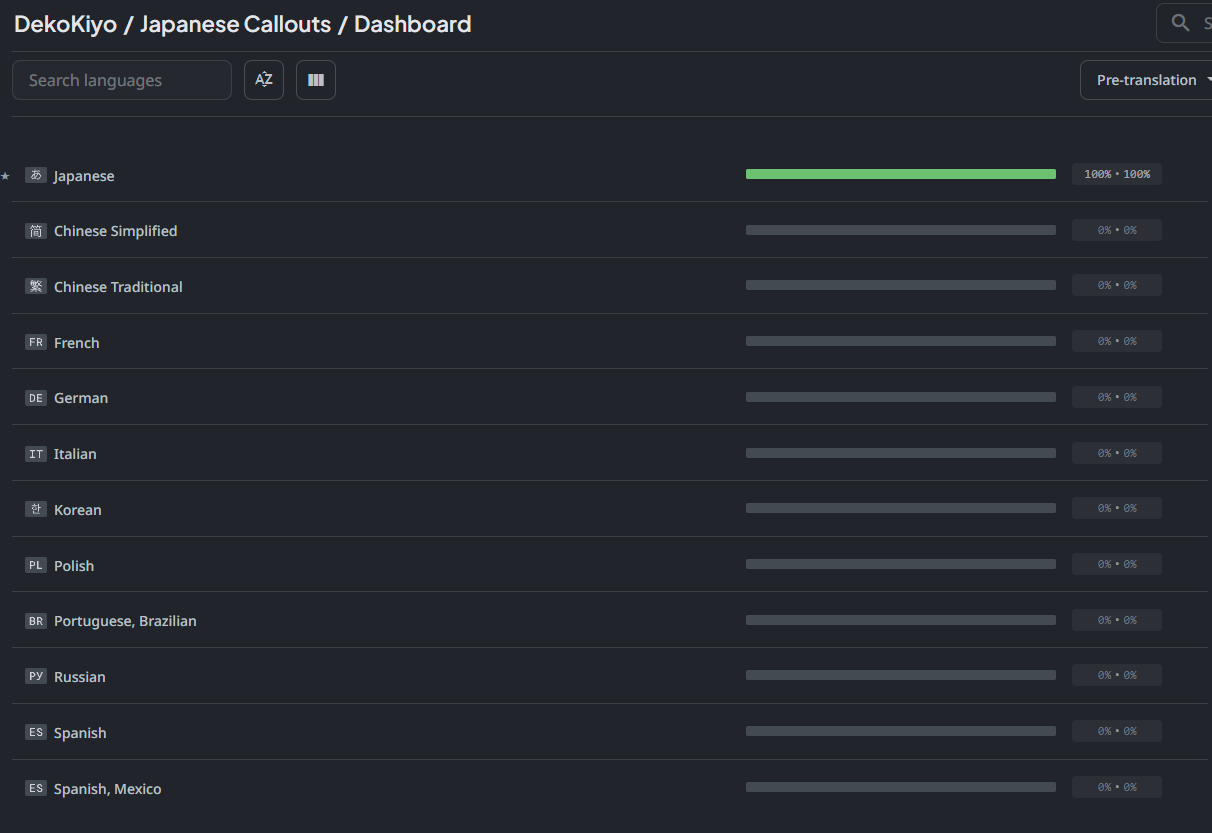 DekoKiyo / Japanese Callouts / Dashboard
Search languages
AZ
Pre-translation
あ Japanese 100% • 100%
简 Chinese Simplified 0% • 0%
繁 Chinese Traditional 0% • 0%
FR French 0% • 0%
DE German 0% • 0%
IT Italian 0% • 0%
한 Korean 0% • 0%
PL Polish 0% • 0%
BR Portuguese, Brazilian 0% • 0%
РУ Russian 0% • 0%
ES Spanish 0% • 0%
ES Spanish, Mexico 0% • 0%